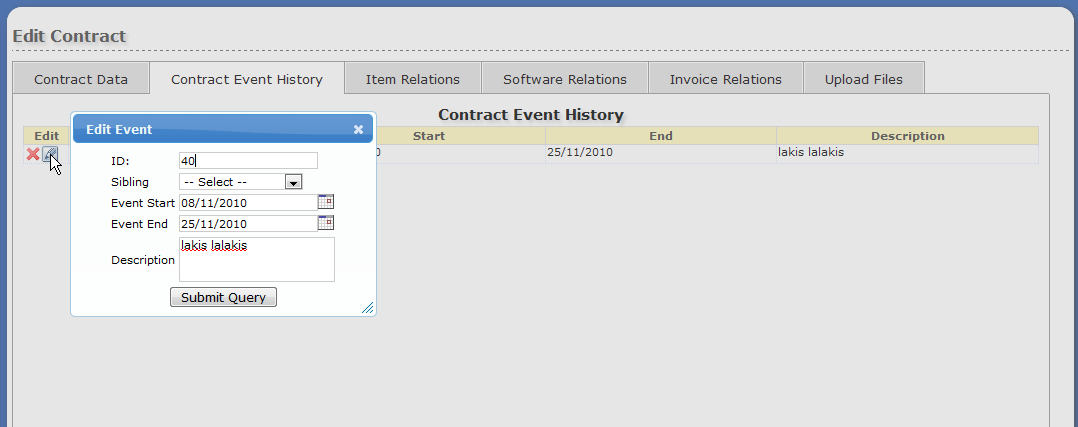 Edit Contract
Contract Data Contract Event History Item Relations Software Relations Invoice Relations Upload Files
Contract Event History
Edit Start End Description
25/11/2010 lakis lalakis
Edit Event
ID: 40
Sibling -- Select --
Event Start 08/11/2010
Event End 25/11/2010
Description lakis lalakis
Submit Query